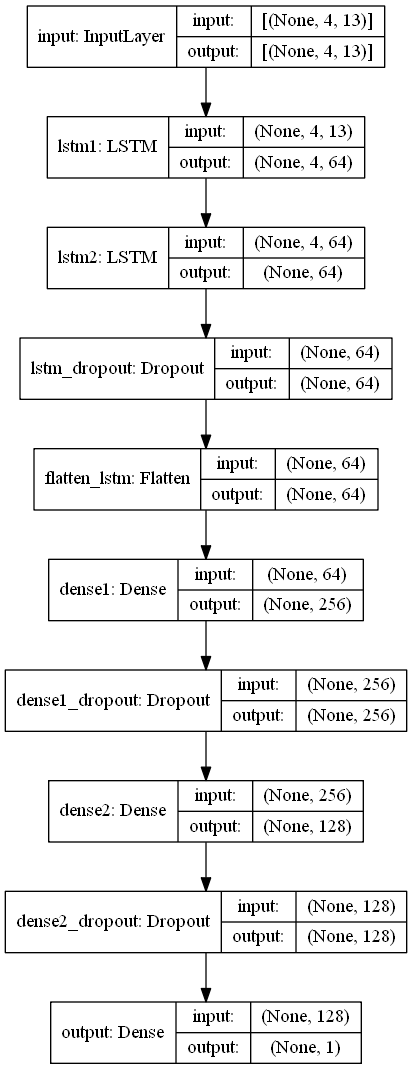 input: InputLayer
input: [(None, 4, 13)]
output: [(None, 4, 13)]
lstm1: LSTM
input: (None, 4, 13)
output: (None, 4, 64)
lstm2: LSTM
input: (None, 4, 64)
output: (None, 64)
lstm_dropout: Dropout
input: (None, 64)
output: (None, 64)
flatten_lstm: Flatten
input: (None, 64)
output: (None, 64)
dense1: Dense
input: (None, 64)
output: (None, 256)
dense1_dropout: Dropout
input: (None, 256)
output: (None, 256)
dense2: Dense
input: (None, 256)
output: (None, 128)
dense2_dropout: Dropout
input: (None, 128)
output: (None, 128)
output: Dense
input: (None, 128)
output: (None, 1)